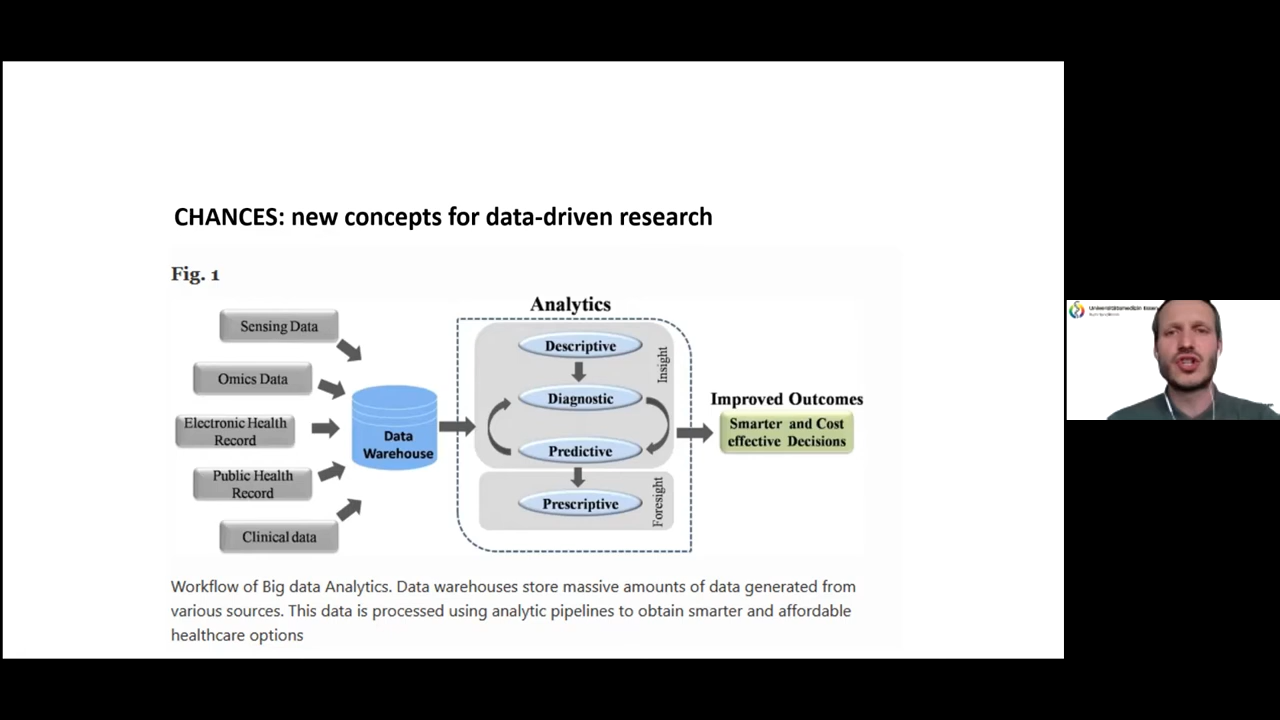 CHANCES: new concepts for data-driven research
Fig. 1
Analytics
Sensing Data
Omics Data
Electronic Health
Record
Public Health
Record
Clinical data
Data
Warehouse
Descriptive
Diagnostic
Predictive
Insight
Prescriptive
Foresight
Improved Outcomes
Smarter and Cost
effective Decisions
Workflow of Big data Analytics. Data warehouses store massive amounts of data generated from
various sources. This data is processed using analytic pipelines to obtain smarter and affordable
healthcare options
Universitätsmedizin Essen